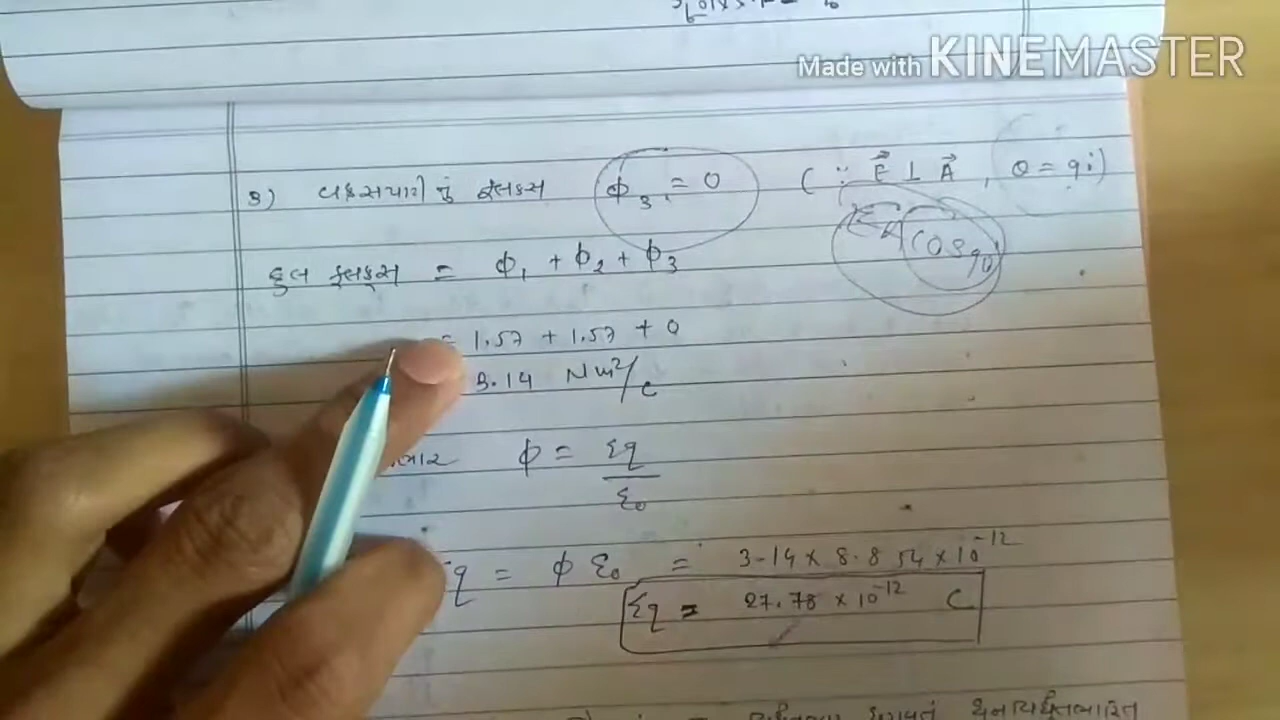 Made with KINEMASTER
3) વક્રસપાટીનું ફ્લક્સ ϕ₃ = 0 (∵ E⃗ ⊥ A⃗, θ = 90)
cos90
કુલ ફ્લક્સ = ϕ₁ + ϕ₂ + ϕ₃
= 1.57 + 1.57 + 0
3.14 Nm²/C
ϕ = Σq/ε₀
Σq = ϕ ε₀ = 3.14 × 8.854 × 10⁻¹²
Σq = 27.78 × 10⁻¹² C